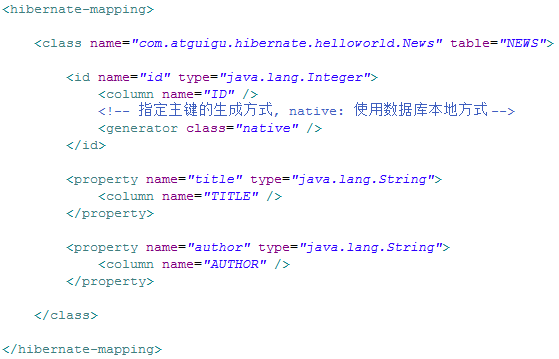 <hibernate-mapping>
<class name="com.atguigu.hibernate.helloworld.News" table="NEWS">
<id name="id" type="java.lang.Integer">
<column name="ID" />
<!-- 指定主键的生成方式, native: 使用数据库本地方式 -->
<generator class="native" />
</id>
<property name="title" type="java.lang.String">
<column name="TITLE" />
</property>
<property name="author" type="java.lang.String">
<column name="AUTHOR" />
</property>
</class>
</hibernate-mapping>